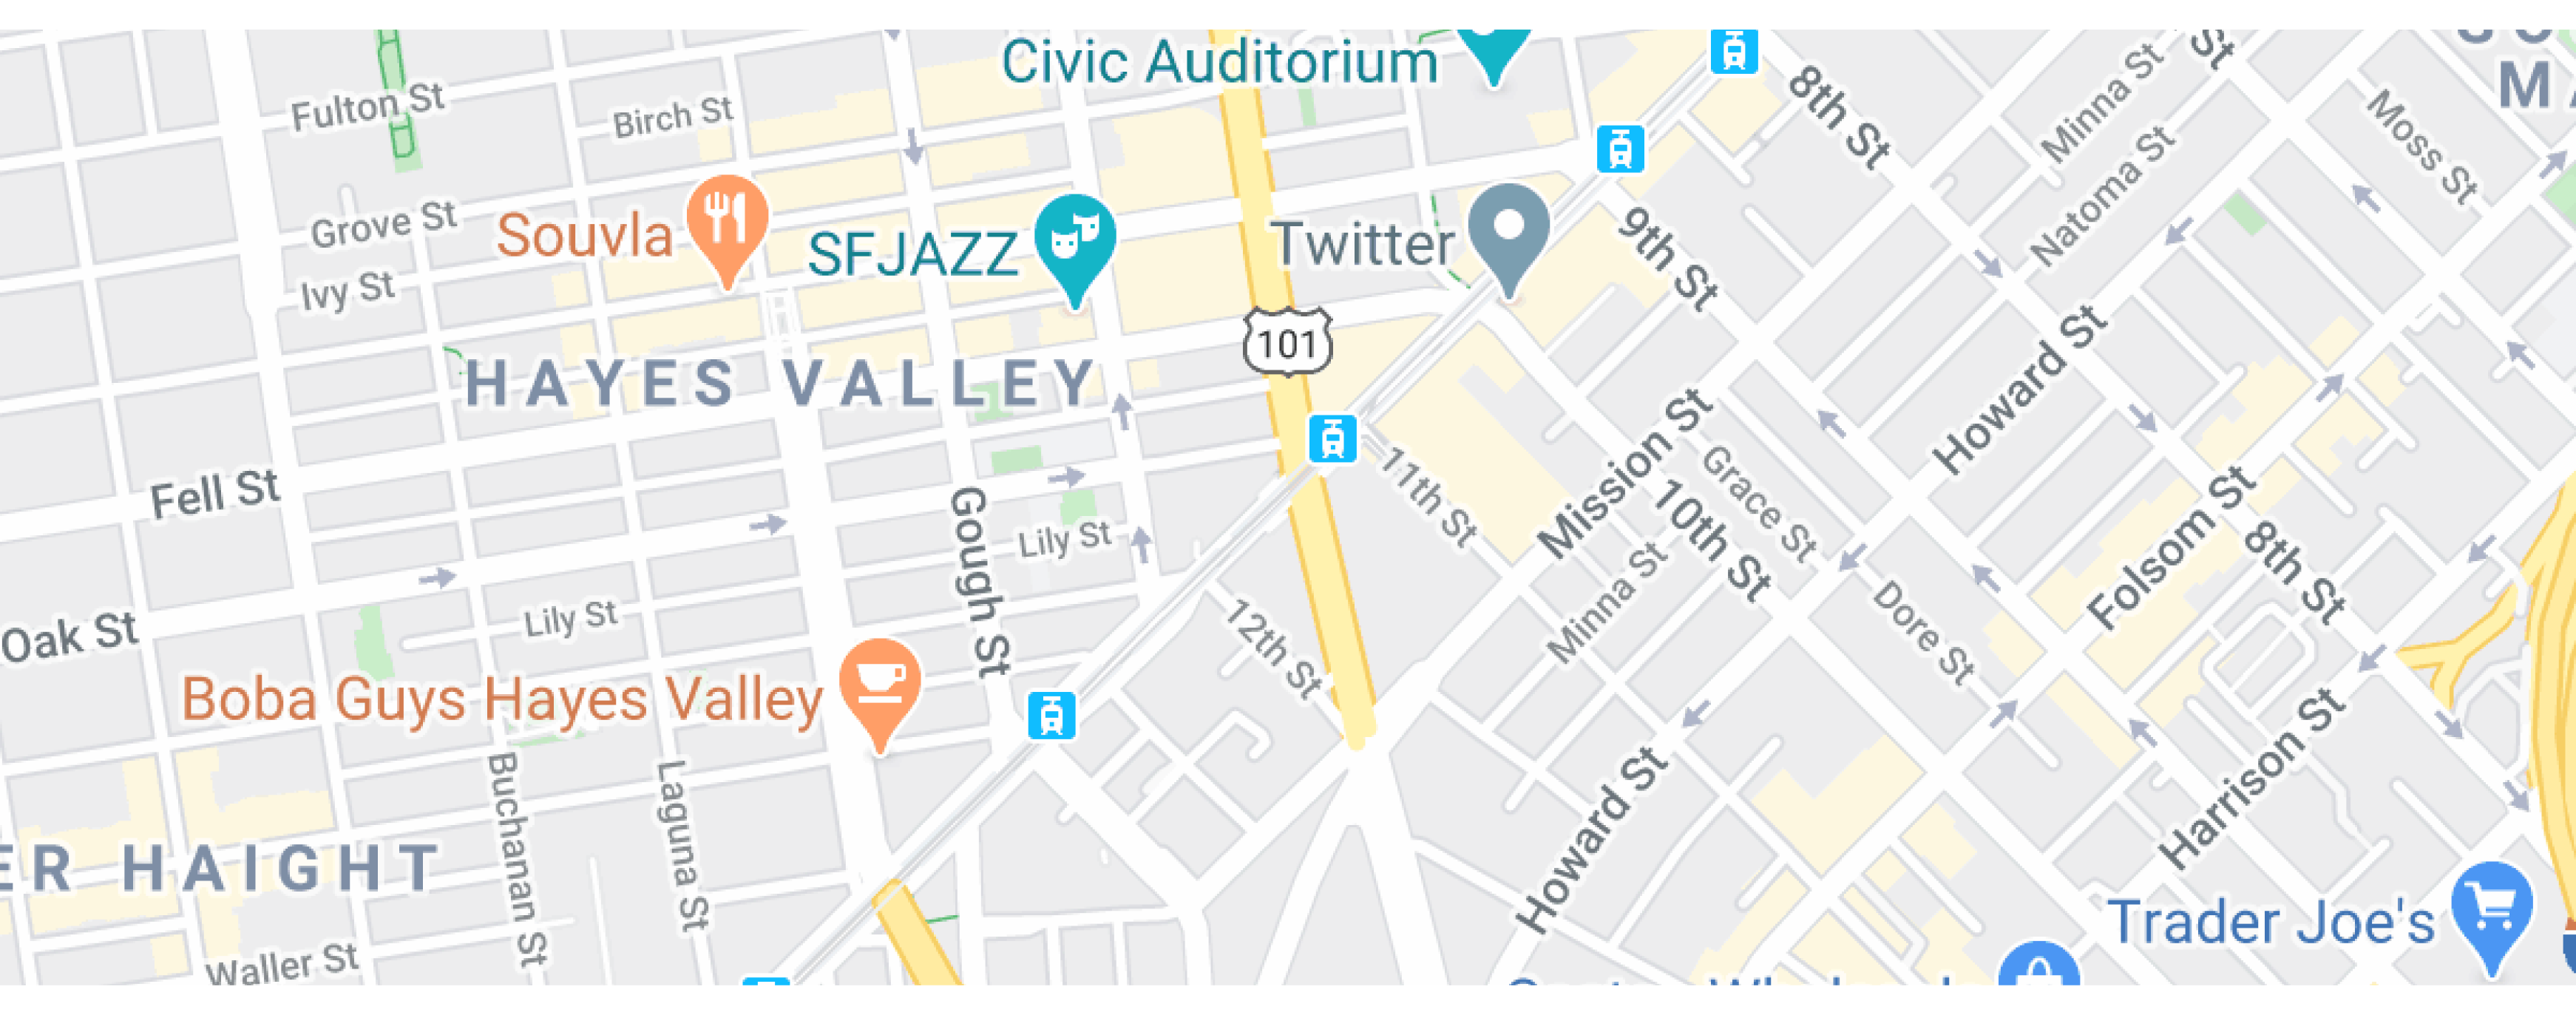 Civic Auditorium
8th St
Minna St
St
M
Moss St
Fulton St
Birch St
Natoma St
Grove St
Souvla
SFJAZZ
Twitter
9th St
Ivy St
101
HAYES VALLEY
Howard St
Mission St
Fell St
11th St
Grace St
10th St
Gough St
Lily St
Folsom St
8th St
Minna St
Oak St
Lily St
12th St
Dore St
Boba Guys Hayes Valley
Harrison St
Buchanan St
Laguna St
Howard St
ER HAIGHT
Waller St
Trader Joe's